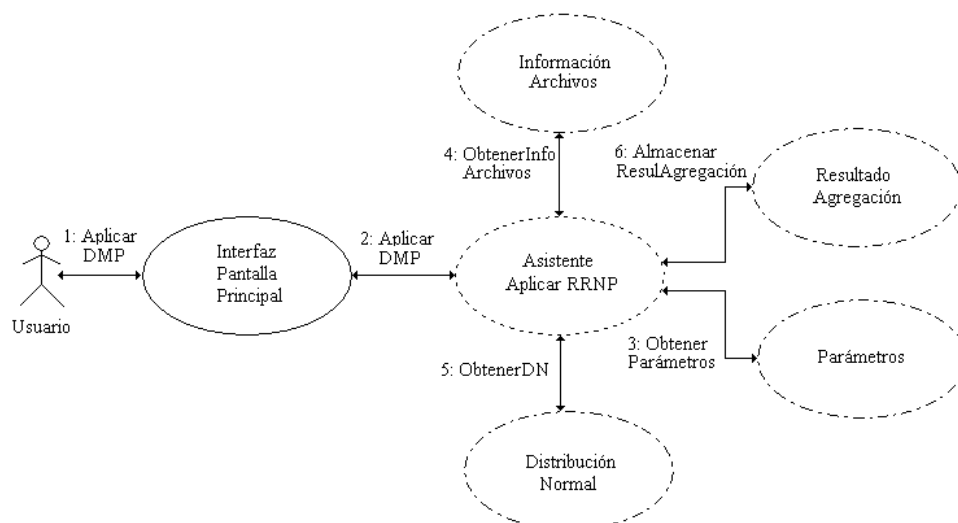 Información
Archivos
4: ObtenerInfo
Archivos
6: Almacenar
ResulAgregación
Resultado
Agregación
1: Aplicar
DMP
Interfaz
Pantalla
Principal
2: Aplicar
DMP
Asistente
Aplicar RRNP
Usuario
3: Obtener
Parámetros
Parámetros
5: ObtenerDN
Distribución
Normal